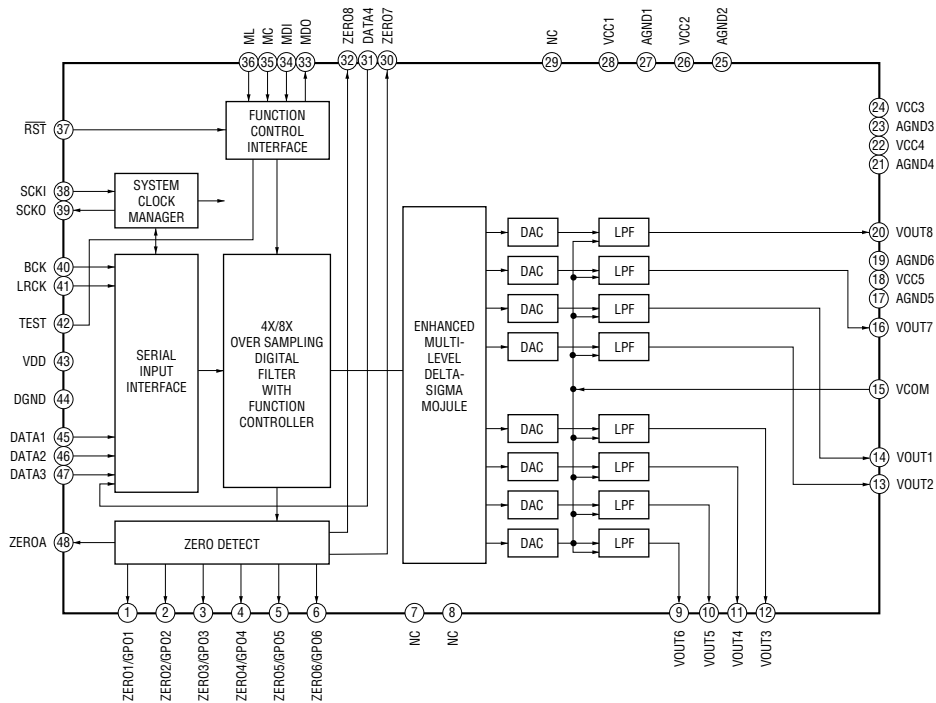 ML
MC
MDI
MDO
ZERO8
DATA4
ZERO7
NC
VCC1
AGND1
VCC2
AGND2
36
35
34
33
32
31
30
29
28
27
26
25
RST
37
FUNCTION
CONTROL
INTERFACE
24
VCC3
23
AGND3
22
VCC4
21
AGND4
SCKI
38
SCKO
39
SYSTEM
CLOCK
MANAGER
BCK
40
LRCK
41
TEST
42
VDD
43
DGND
44
DATA1
45
DATA2
46
DATA3
47
SERIAL
INPUT
INTERFACE
4X/8X
OVER SAMPLING
DIGITAL
FILTER
WITH
FUNCTION
CONTROLLER
ENHANCED
MULTI-
LEVEL
DELTA-
SIGMA
MOJULE
DAC
LPF
DAC
LPF
DAC
LPF
DAC
LPF
DAC
LPF
DAC
LPF
DAC
LPF
DAC
LPF
20
VOUT8
19
AGND6
18
VCC5
17
AGND5
16
VOUT7
15
VCOM
14
VOUT1
13
VOUT2
ZEROA
48
ZERO DETECT
1
2
3
4
5
6
7
8
9
10
11
12
ZERO1/GPO1
ZERO2/GPO2
ZERO3/GPO3
ZERO4/GPO4
ZERO5/GPO5
ZERO6/GPO6
NC
NC
VOUT6
VOUT5
VOUT4
VOUT3